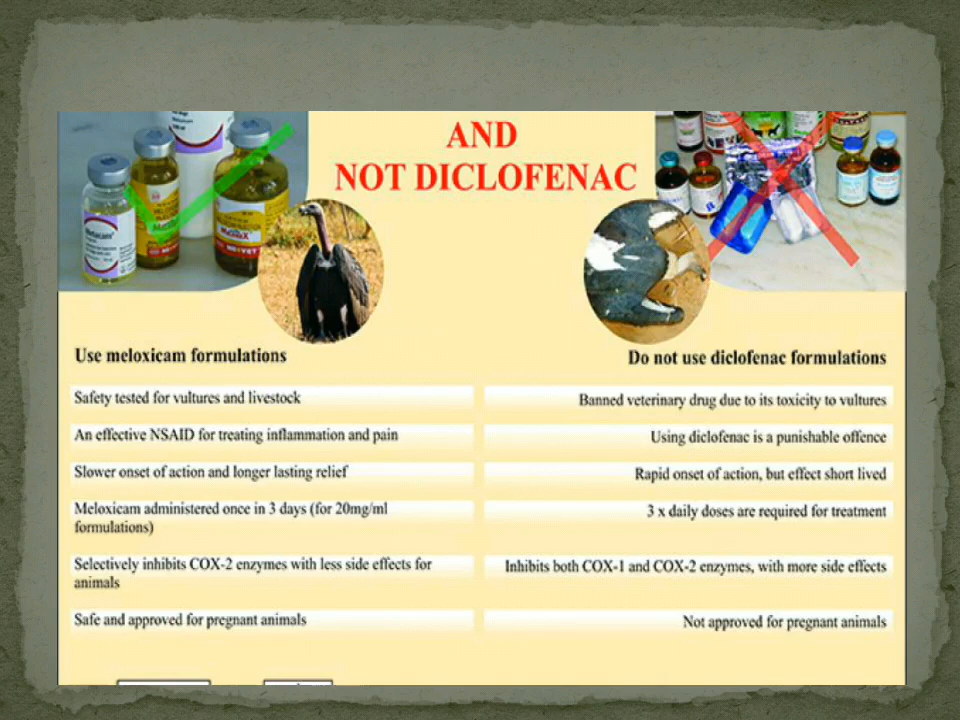 AND
NOT DICLOFENAC
Metacam
Use meloxicam formulations
Do not use diclofenac formulations
Safety tested for vultures and livestock
Banned veterinary drug due to its toxicity to vultures
An effective NSAID for treating inflammation and pain
Using diclofenac is a punishable offence
Slower onset of action and longer lasting relief
Rapid onset of action, but effect short lived
Meloxicam administered once in 3 days (for 20mg/ml
formulations)
3 x daily doses are required for treatment
Selectively inhibits COX-2 enzymes with less side effects for
animals
Inhibits both COX-1 and COX-2 enzymes, with more side effects
Safe and approved for pregnant animals
Not approved for pregnant animals